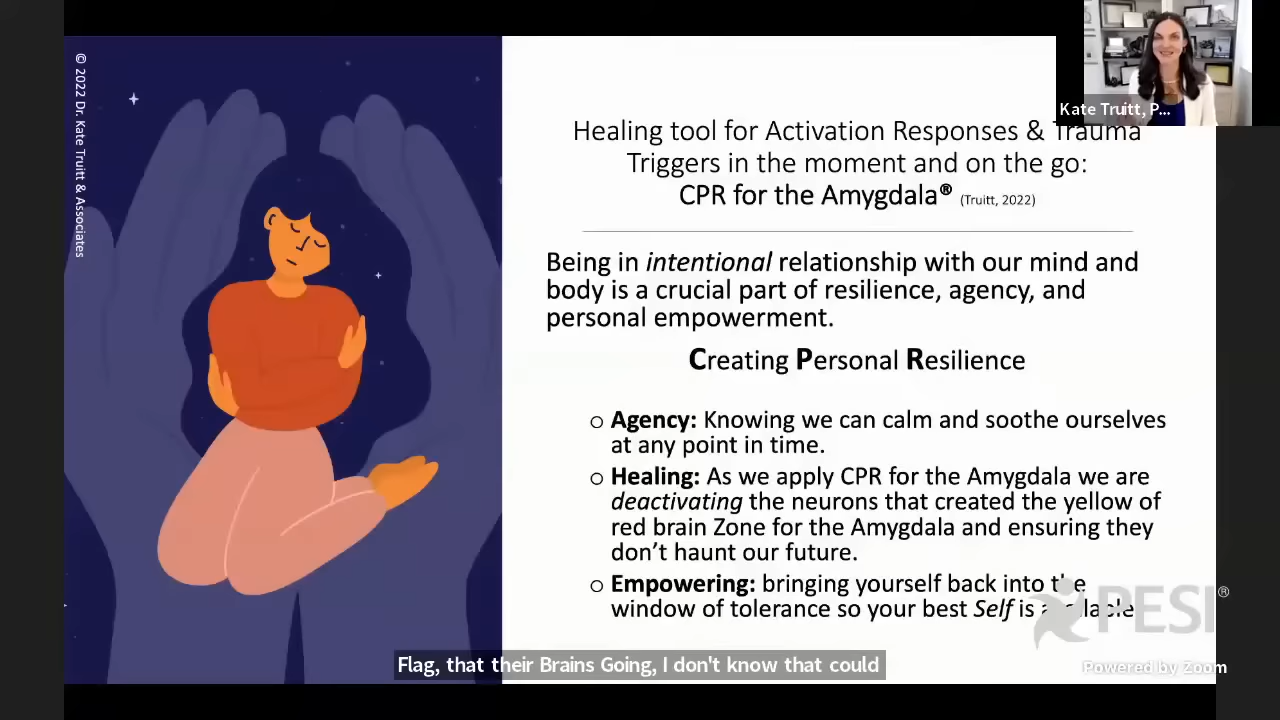 © 2022 Dr. Kate Truitt & Associates
Kate Truitt, P...
Healing tool for Activation Responses & Trauma
Triggers in the moment and on the go:
CPR for the Amygdala® (Truitt, 2022)
Being in intentional relationship with our mind and
body is a crucial part of resilience, agency, and
personal empowerment.
Creating Personal Resilience
o Agency: Knowing we can calm and soothe ourselves
at any point in time.
o Healing: As we apply CPR for the Amygdala we are
deactivating the neurons that created the yellow of
red brain Zone for the Amygdala and ensuring they
don't haunt our future.
o Empowering: bringing yourself back into the
window of tolerance so your best Self is available
PESI®
Flag, that their Brains Going, I don't know that could
Powered by Zoom